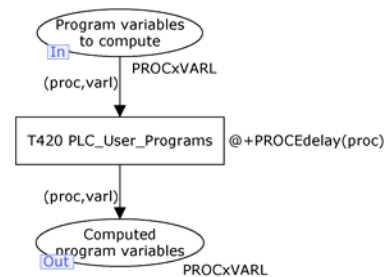 Program variables
to compute
In
PROCxVARL
(proc,varl)
T420 PLC_User_Programs
@+PROCEdelay(proc)
(proc,varl)
Computed
program variables
Out
PROCxVARL